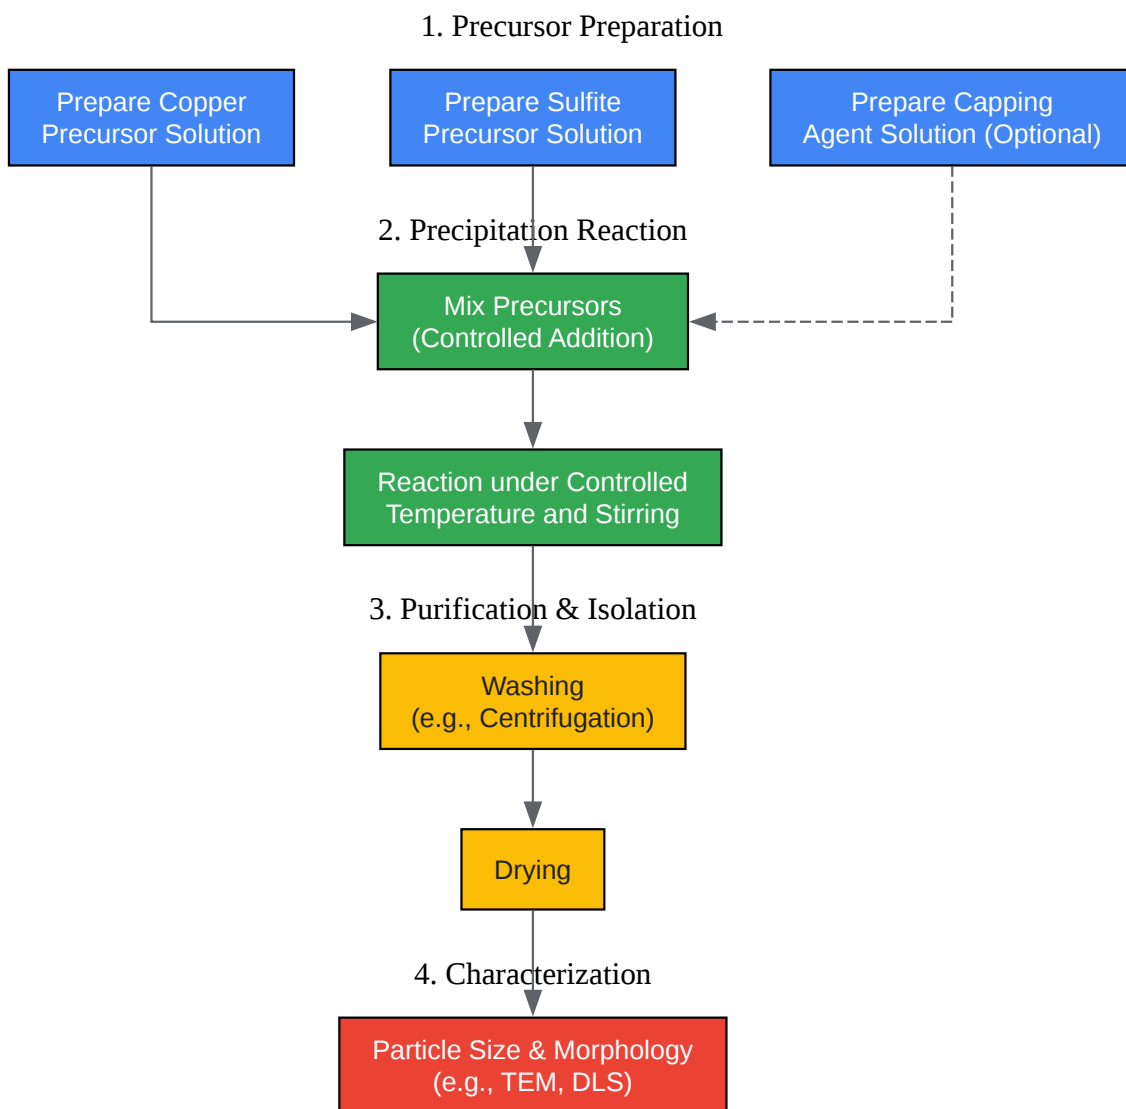 1. Precursor Preparation
Prepare Copper
Precursor Solution
Prepare Sulfite
Precursor Solution
Prepare Capping
Agent Solution (Optional)
2. Precipitation Reaction
Mix Precursors
(Controlled Addition)
Reaction under Controlled
Temperature and Stirring
3. Purification & Isolation
Washing
(e.g., Centrifugation)
Drying
4. Characterization
Particle Size & Morphology
(e.g., TEM, DLS)